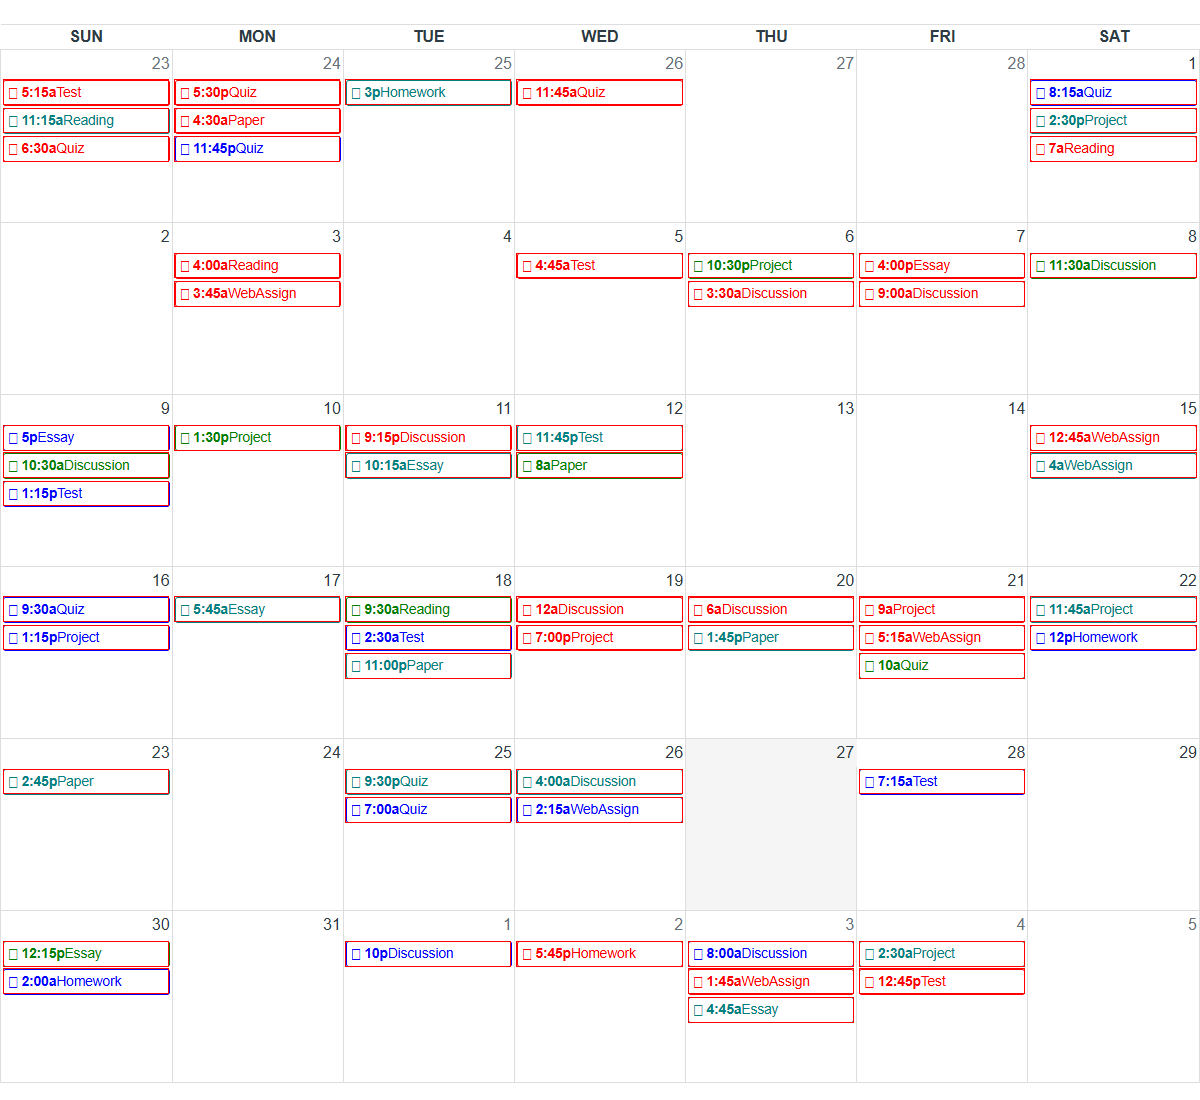 SUN MON TUE WED THU FRI SAT
23 24 25 26 27 28 1
5:15aTest 5:30pQuiz 3pHomework 11:45aQuiz 8:15aQuiz
11:15aReading 4:30aPaper 2:30pProject
6:30aQuiz 11:45pQuiz 7aReading
2 3 4 5 6 7 8
4:00aReading 4:45aTest 10:30pProject 4:00pEssay 11:30aDiscussion
3:45aWebAssign 3:30aDiscussion 9:00aDiscussion
9 10 11 12 13 14 15
5pEssay 1:30pProject 9:15pDiscussion 11:45pTest 12:45aWebAssign
10:30aDiscussion 10:15aEssay 8aPaper 4aWebAssign
1:15pTest
16 17 18 19 20 21 22
9:30aQuiz 5:45aEssay 9:30aReading 12aDiscussion 6aDiscussion 9aProject 11:45aProject
1:15pProject 2:30aTest 7:00pProject 1:45pPaper 5:15aWebAssign 12pHomework
11:00pPaper 10aQuiz
23 24 25 26 27 28 29
2:45pPaper 9:30pQuiz 4:00aDiscussion 7:15aTest
7:00aQuiz 2:15aWebAssign
30 31 1 2 3 4 5
12:15pEssay 10pDiscussion 5:45pHomework 8:00aDiscussion 2:30aProject
2:00aHomework 1:45aWebAssign 12:45pTest
4:45aEssay